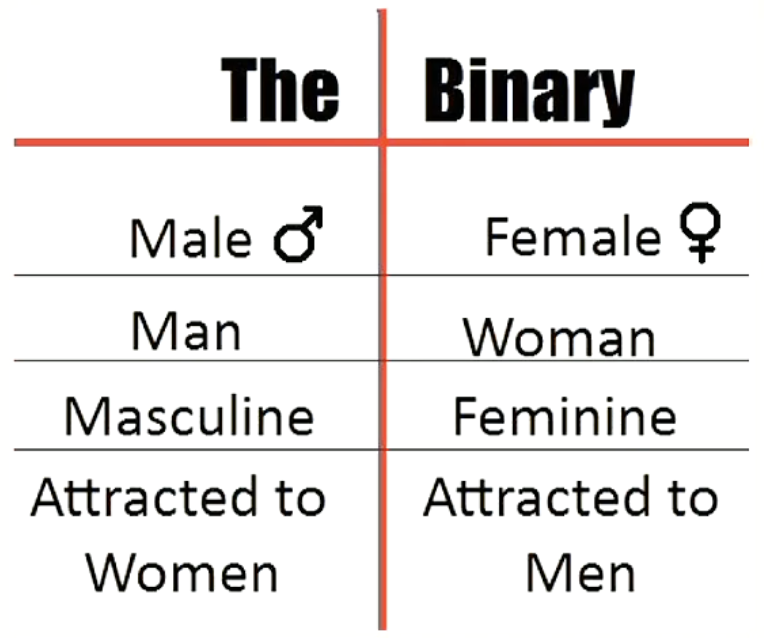 The Binary
Male ♂ Female ♀
Man Woman
Masculine Feminine
Attracted to Attracted to
Women Men